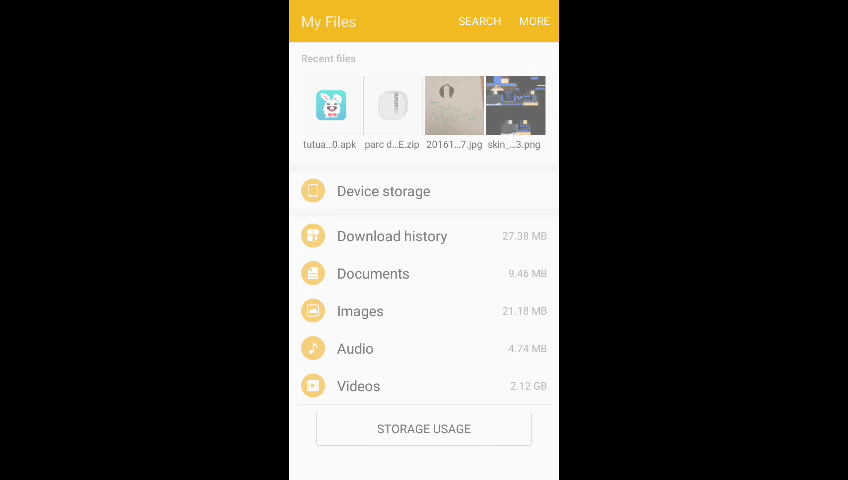 My Files
SEARCH
MORE
Recent files
tutua...0.apk
parc d...E.zip
20161...7.jpg
skin_...3.png
Device storage
Download history
27.38 MB
Documents
9.46 MB
Images
21.18 MB
Audio
4.74 MB
Videos
2.12 GB
STORAGE USAGE